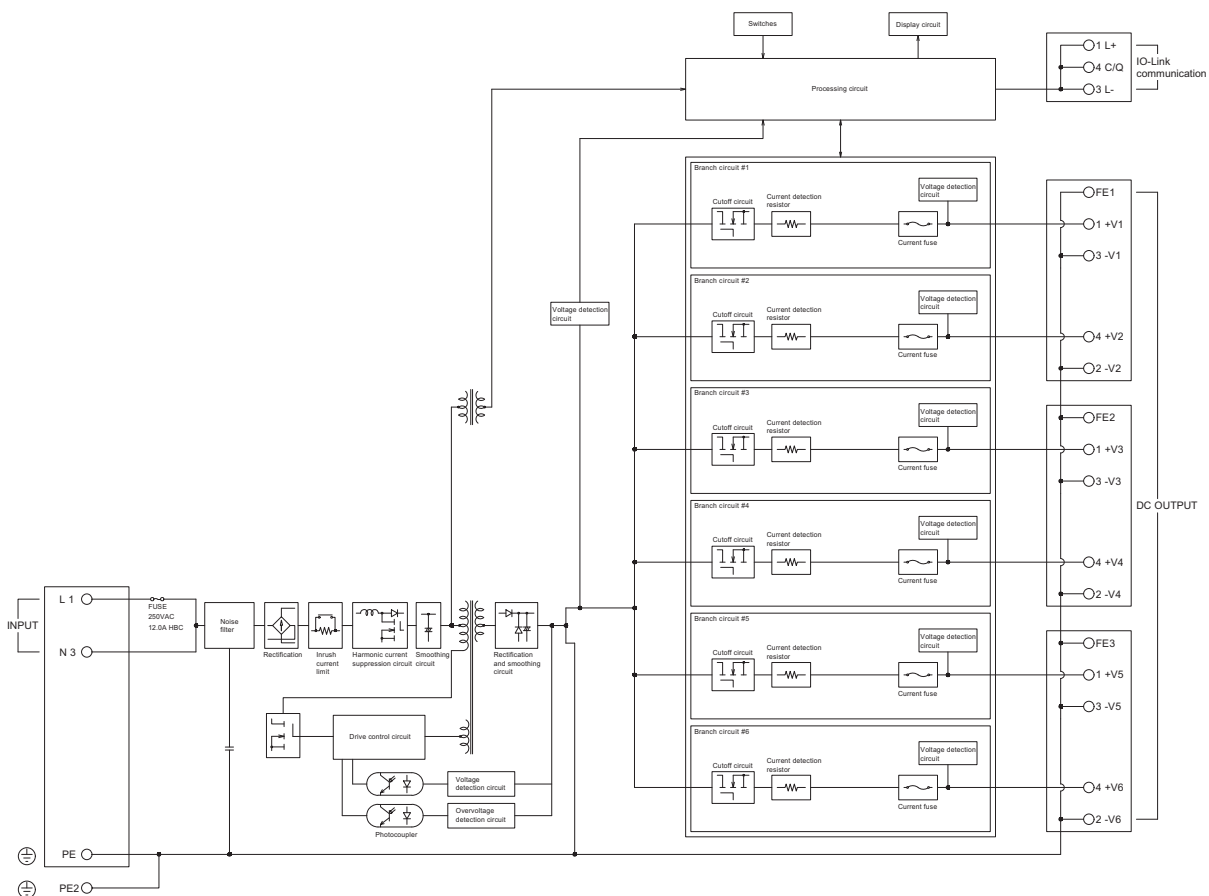 Switches
Display circuit
Processing circuit
1 L+
4 C/Q
3 L-
IO-Link
communication
Branch circuit #1
Cutoff circuit
Current detection
resistor
Voltage detection
circuit
Current fuse
FE1
1 +V1
3 -V1
Branch circuit #2
Cutoff circuit
Current detection
resistor
Voltage detection
circuit
Current fuse
4 +V2
2 -V2
Voltage detection
circuit
Branch circuit #3
Cutoff circuit
Current detection
resistor
Voltage detection
circuit
Current fuse
FE2
1 +V3
3 -V3
Branch circuit #4
Cutoff circuit
Current detection
resistor
Voltage detection
circuit
Current fuse
4 +V4
2 -V4
DC OUTPUT
Branch circuit #5
Cutoff circuit
Current detection
resistor
Voltage detection
circuit
Current fuse
FE3
1 +V5
3 -V5
Branch circuit #6
Cutoff circuit
Current detection
resistor
Voltage detection
circuit
Current fuse
4 +V6
2 -V6
INPUT
L 1
N 3
FUSE
250VAC
12.0A HBC
Noise
filter
Rectification
Inrush
current
limit
Harmonic current
suppression circuit
Smoothing
circuit
Rectification
and smoothing
circuit
Drive control circuit
Voltage
detection circuit
Overvoltage
detection circuit
Photocoupler
PE
PE2